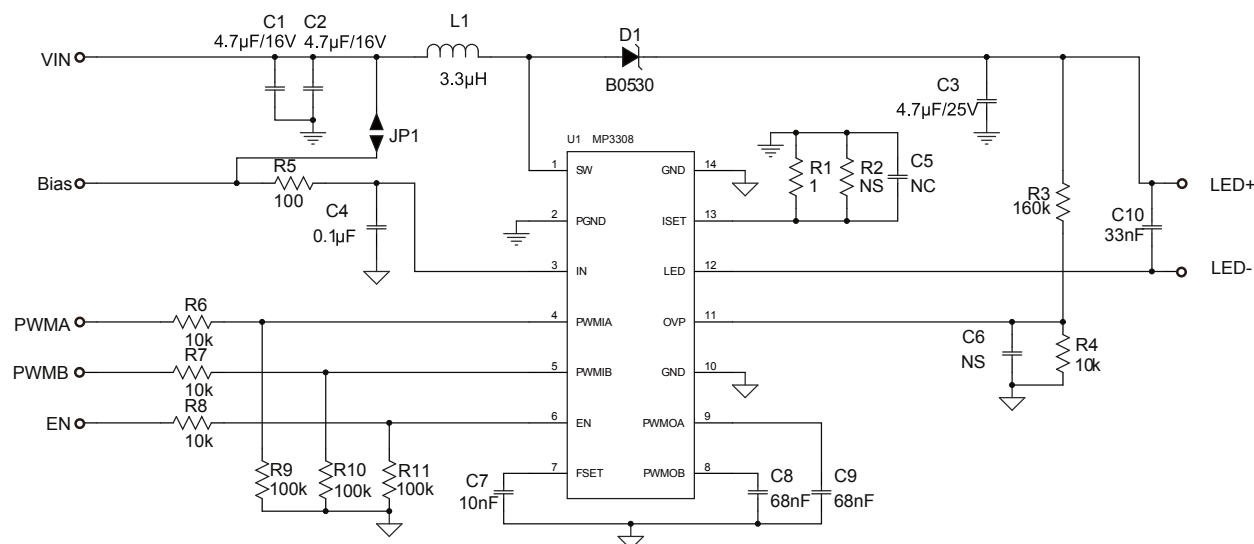 C1 C2
4.7µF/16V 4.7µF/16V
L1
3.3µH
D1
B0530
VIN
C3
4.7µF/25V
JP1
U1 MP3308
R1
1
R2
NS
C5
NC
Bias
R5
100
C4
0.1µF
1 SW
GND 14
2 PGND
ISET 13
3 IN
LED 12
R3
160k
C10
33nF
LED+
LED-
PWMA
R6
10k
4 PWMIA
OVP 11
C6
NS
R4
10k
PWMB
R7
10k
5 PWMIB
GND 10
EN
R8
10k
6 EN
PWMOA 9
7 FSET
PWMOB 8
R9
100k
R10
100k
R11
100k
C7
10nF
C8
68nF
C9
68nF